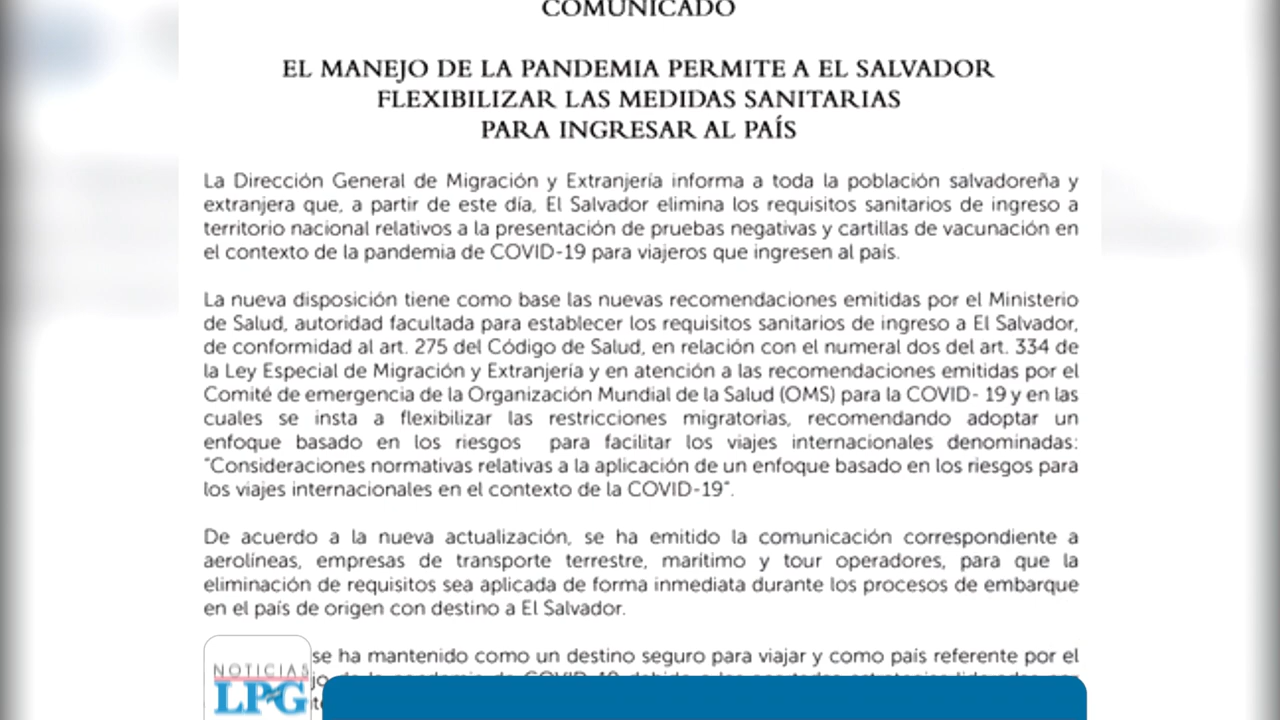 COMUNICADO
EL MANEJO DE LA PANDEMIA PERMITE A EL SALVADOR
FLEXIBILIZAR LAS MEDIDAS SANITARIAS
PARA INGRESAR AL PAÍS
La Dirección General de Migración y Extranjería informa a toda la población salvadoreña y
extranjera que, a partir de este día, El Salvador elimina los requisitos sanitarios de ingreso a
territorio nacional relativos a la presentación de pruebas negativas y cartillas de vacunación en
el contexto de la pandemia de COVID-19 para viajeros que ingresen al país.
La nueva disposición tiene como base las nuevas recomendaciones emitidas por el Ministerio
de Salud, autoridad facultada para establecer los requisitos sanitarios de ingreso a El Salvador,
de conformidad al art. 275 del Código de Salud, en relación con el numeral dos del art. 334 de
la Ley Especial de Migración y Extranjería y en atención a las recomendaciones emitidas por el
Comité de emergencia de la Organización Mundial de la Salud (OMS) para la COVID- 19 y en las
cuales se insta a flexibilizar las restricciones migratorias, recomendando adoptar un
enfoque basado en los riesgos para facilitar los viajes internacionales denominadas:
“Consideraciones normativas relativas a la aplicación de un enfoque basado en los riesgos para
los viajes internacionales en el contexto de la COVID-19”.
De acuerdo a la nueva actualización, se ha emitido la comunicación correspondiente a
aerolíneas, empresas de transporte terrestre, marítimo y tour operadores, para que la
eliminación de requisitos sea aplicada de forma inmediata durante los procesos de embarque
en el país de origen con destino a El Salvador.
se ha mantenido como un destino seguro para viajar y como país referente por el
NOTICIAS
LPG